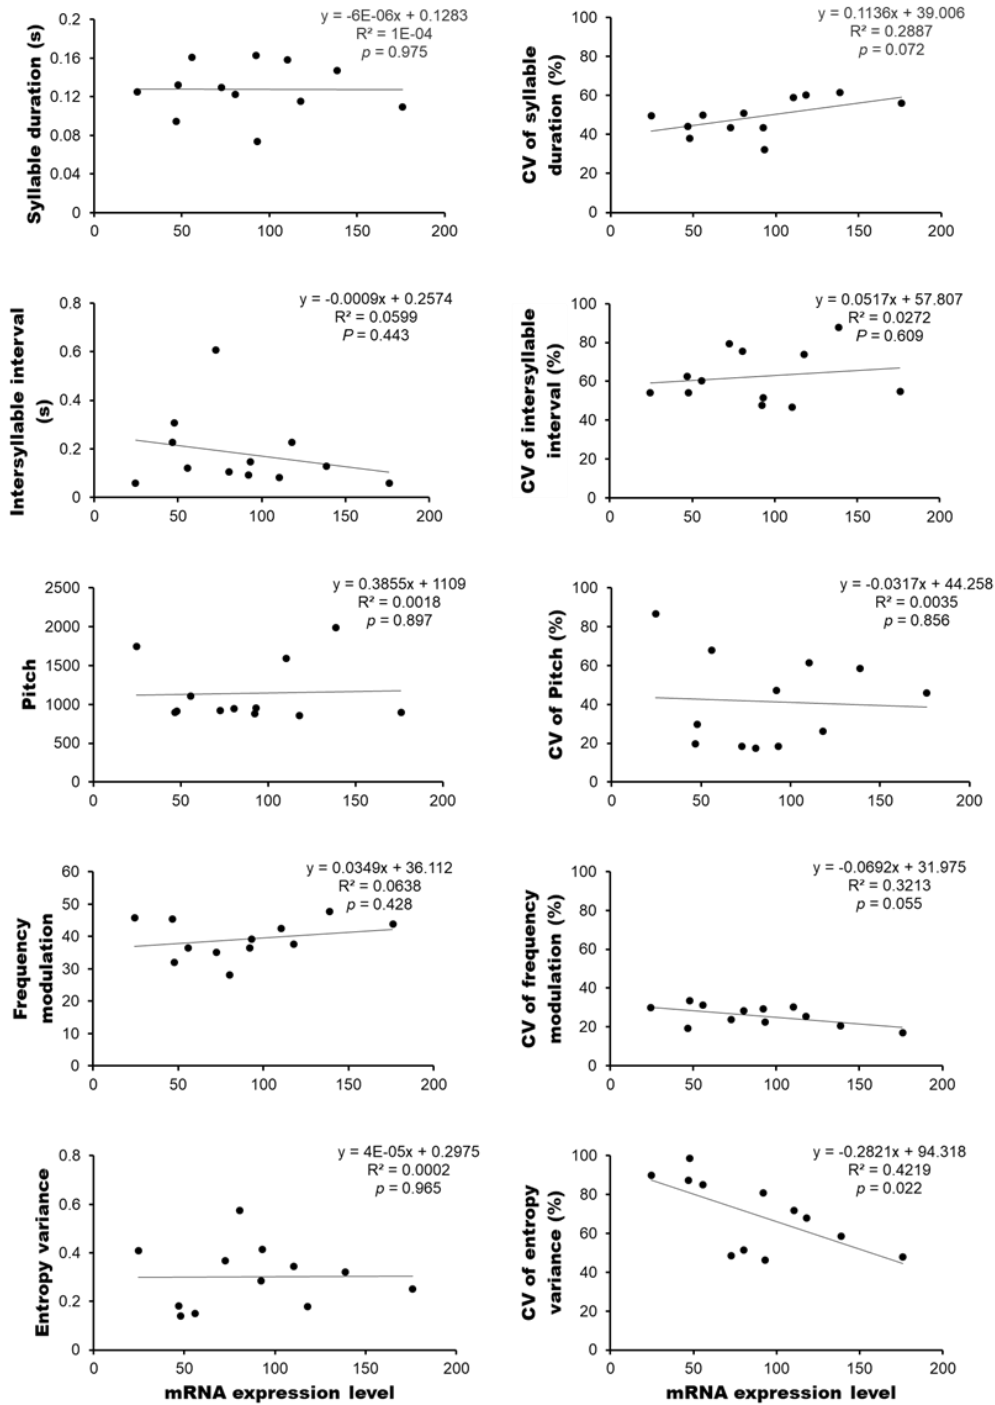 y = -6E-06x + 0.1283
R² = 1E-04
p = 0.975
Syllable duration (s)
0.2
0.16
0.12
0.08
0.04
0
0 50 100 150 200
y = 0.1136x + 39.006
R² = 0.2887
p = 0.072
CV of syllable
duration (%)
100
80
60
40
20
0
0 50 100 150 200
y = -0.0009x + 0.2574
R² = 0.0599
P = 0.443
Intersyllable interval
(s)
0.8
0.6
0.4
0.2
0
0 50 100 150 200
y = 0.0517x + 57.807
R² = 0.0272
P = 0.609
CV of intersyllable
interval (%)
100
80
60
40
20
0
0 50 100 150 200
y = 0.3855x + 1109
R² = 0.0018
p = 0.897
Pitch
2500
2000
1500
1000
500
0
0 50 100 150 200
y = -0.0317x + 44.258
R² = 0.0035
p = 0.856
CV of Pitch (%)
100
80
60
40
20
0
0 50 100 150 200
y = 0.0349x + 36.112
R² = 0.0638
p = 0.428
Frequency
modulation
60
50
40
30
20
10
0
0 50 100 150 200
y = -0.0692x + 31.975
R² = 0.3213
p = 0.055
CV of frequency
modulation (%)
100
80
60
40
20
0
0 50 100 150 200
y = 4E-05x + 0.2975
R² = 0.0002
p = 0.965
Entropy variance
0.8
0.6
0.4
0.2
0
0 50 100 150 200
mRNA expression level
y = -0.2821x + 94.318
R² = 0.4219
p = 0.022
CV of entropy
variance (%)
100
80
60
40
20
0
0 50 100 150 200
mRNA expression level